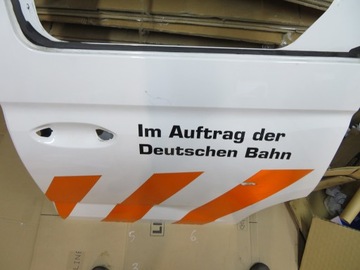 Im Auftrag der
Deutschen Bahn